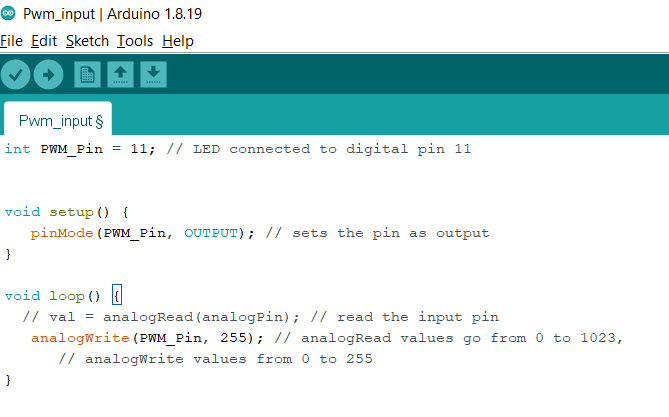 Pwm_input | Arduino 1.8.19
File Edit Sketch Tools Help
Pwm_input §
int PWM_Pin = 11; // LED connected to digital pin 11
void setup() {
pinMode(PWM_Pin, OUTPUT); // sets the pin as output
}
void loop() {
// val = analogRead(analogPin); // read the input pin
analogWrite(PWM_Pin, 255); // analogRead values go from 0 to 1023,
// analogWrite values from 0 to 255
}